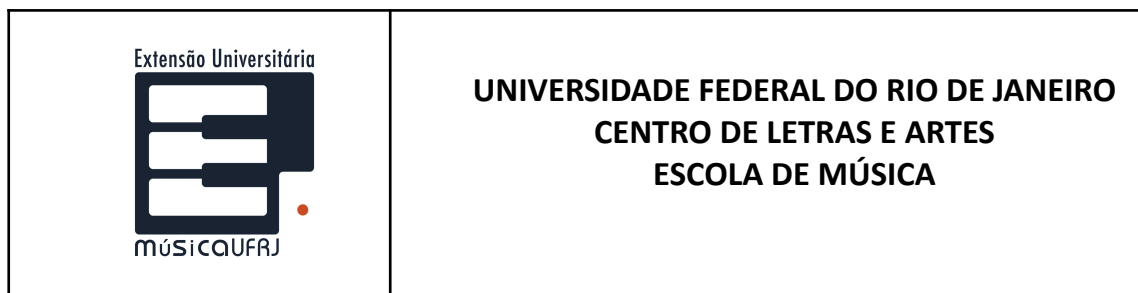 Extensão Universitária
músicaUFRJ
UNIVERSIDADE FEDERAL DO RIO DE JANEIRO
CENTRO DE LETRAS E ARTES
ESCOLA DE MÚSICA